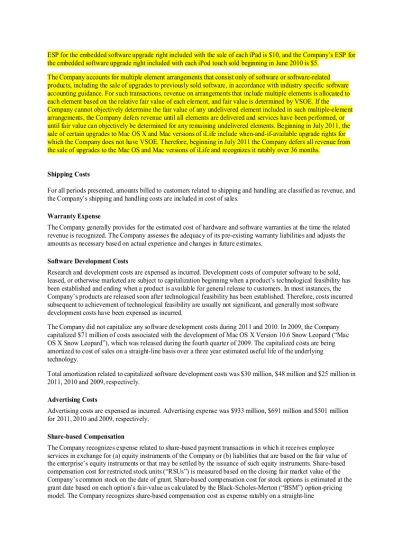 ESP for the embedded software upgrade right included with the sale of each iPad is $10, and the Company's ESP for
the embedded software upgrade right included with each iPod touch sold beginning in June 2010 is $5.
The Company accounts for multiple element arrangements that consist only of software or software-related
products, including the sale of upgrades to previously sold software, in accordance with industry specific software
accounting guidance. For such transactions, revenue on arrangements that include multiple elements is allocated to
each element based on the relative fair value of each element, and fair value is determined by VSOE. If the
Company cannot objectively determine the fair value of any undelivered element included in such multiple-element
arrangements, the Company defers revenue until all elements are delivered and services have been performed, or
until fair value can objectively be determined for any remaining undelivered elements. Beginning in July 2011, the
sale of certain upgrades to Mac OS X and Mac versions of iLife include when-and-if-available upgrade rights for
which the Company does not have VSOE. Therefore, beginning in July 2011 the Company defers all revenue from
the sale of upgrades to the Mac OS and Mac versions of iLife and recognizes it ratably over 36 months.
Shipping Costs
For all periods presented, amounts billed to customers related to shipping and handling are classified as revenue, and
the Company's shipping and handling costs are included in cost of sales.
Warranty Expense
The Company generally provides for the estimated cost of hardware and software warranties at the time the related
revenue is recognized. The Company assesses the adequacy of its pre-existing warranty liabilities and adjusts the
amounts as necessary based on actual experience and changes in future estimates.
Software Development Costs
Research and development costs are expensed as incurred. Development costs of computer software to be sold,
leased, or otherwise marketed are subject to capitalization beginning when a product's technological feasibility has
been established and ending when a product is available for general release to customers. In most instances, the
Company's products are released soon after technological feasibility has been established. Therefore, costs incurred
subsequent to achievement of technological feasibility are usually not significant, and generally most software
development costs have been expensed as incurred.
The Company did not capitalize any software development costs during 2011 and 2010. In 2009, the Company
capitalized $71 million of costs associated with the development of Mac OS X Version 10.6 Snow Leopard ("Mac
OS X Snow Leopard"), which was released during the fourth quarter of 2009. The capitalized costs are being
amortized to cost of sales on a straight-line basis over a three year estimated useful life of the underlying
technology.
Total amortization related to capitalized software development costs was $30 million, $48 million and $25 million in
2011, 2010 and 2009, respectively.
Advertising Costs
Advertising costs are expensed as incurred. Advertising expense was $933 million, $691 million and $501 million
for 2011, 2010 and 2009, respectively.
Share-based Compensation
The Company recognizes expense related to share-based payment transactions in which it receives employee
services in exchange for (a) equity instruments of the Company or (b) liabilities that are based on the fair value of
the enterprise's equity instruments or that may be settled by the issuance of such equity instruments. Share-based
compensation cost for restricted stock units ("RSUs") is measured based on the closing fair market value of the
Company's common stock on the date of grant. Share-based compensation cost for stock options is estimated at the
grant date based on each option's fair-value as calculated by the Black-Scholes-Merton ("BSM") option-pricing
model. The Company recognizes share-based compensation cost as expense ratably on a straight-line